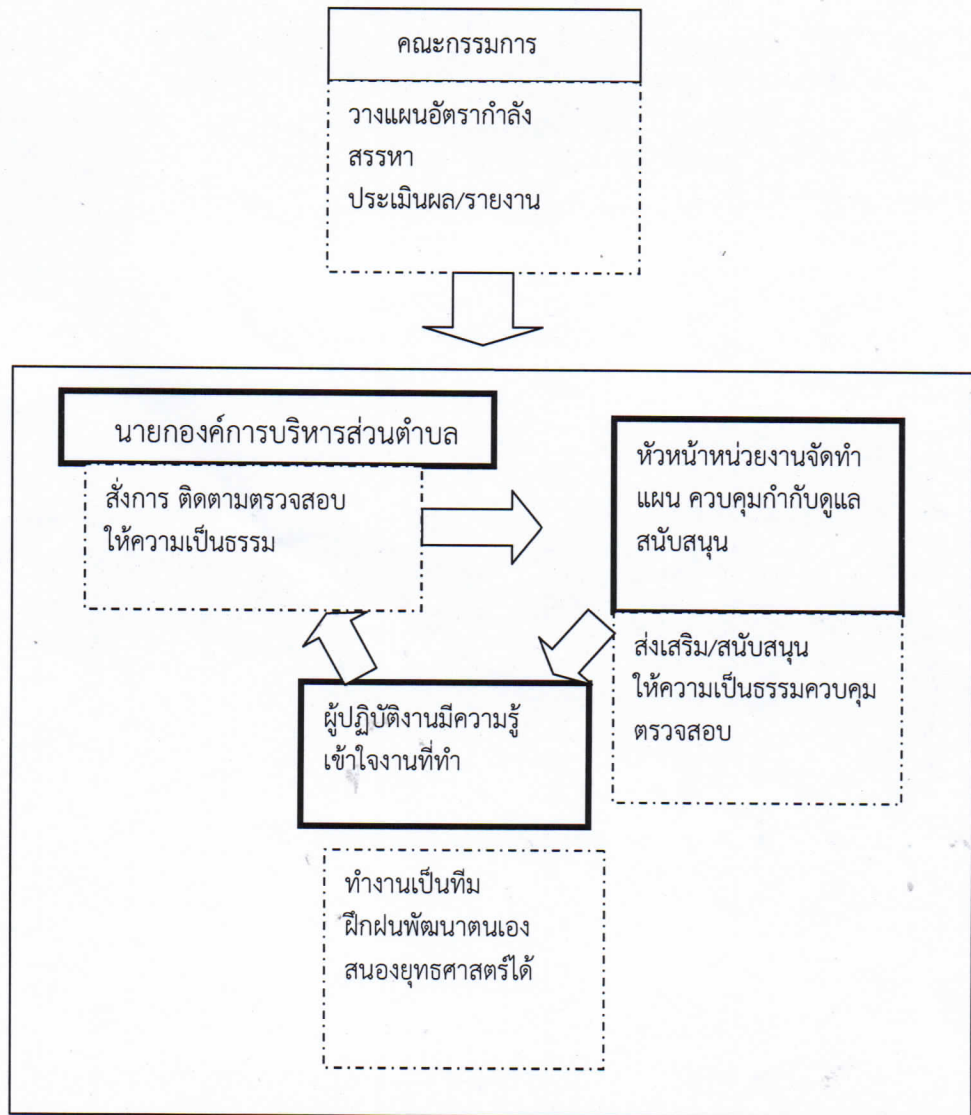 คณะกรรมการ
วางแผนอัตรากำลัง
สรรหา
ประเมินผล/รายงาน
นายกองค์การบริหารส่วนตำบล
สั่งการ ติดตามตรวจสอบ
ให้ความเป็นธรรม
หัวหน้าหน่วยงานจัดทำ
แผน ควบคุมกำกับดูแล
สนับสนุน
ส่งเสริม/สนับสนุน
ให้ความเป็นธรรมควบคุม
ตรวจสอบ
ผู้ปฏิบัติงานมีความรู้
เข้าใจงานที่ทำ
ทำงานเป็นทีม
ฝึกฝนพัฒนาตนเอง
สนองยุทธศาสตร์ได้